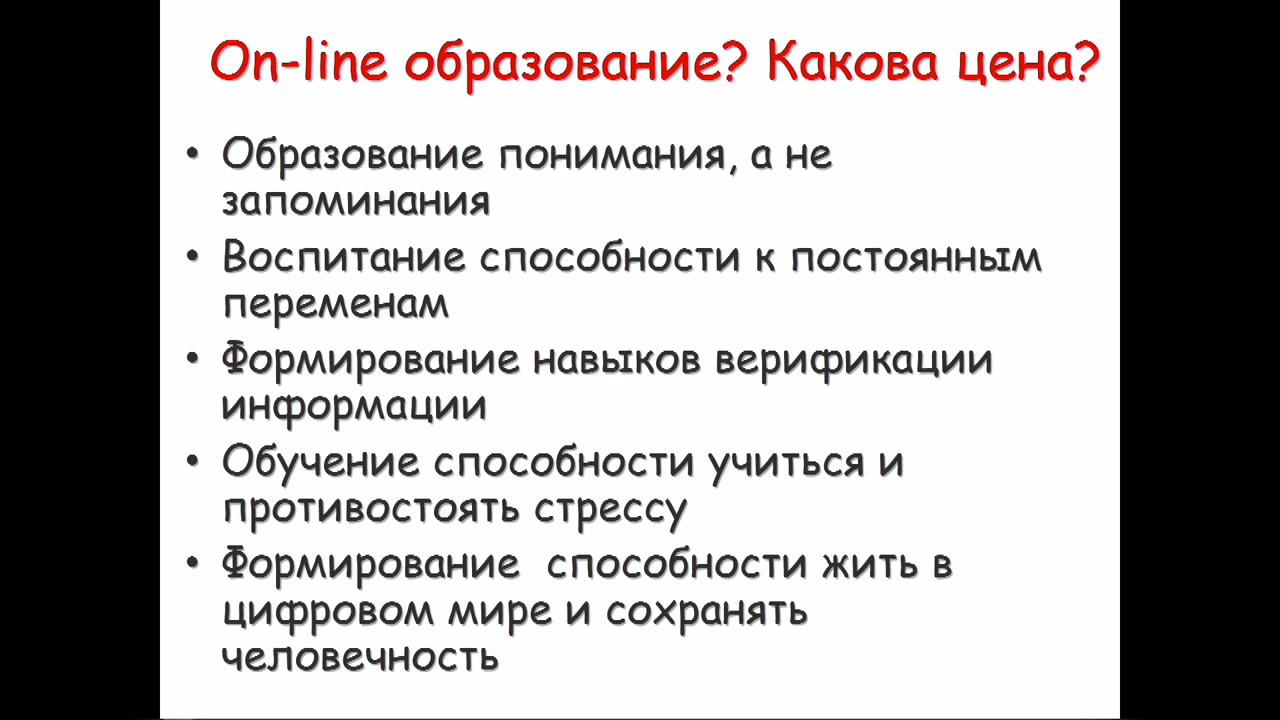 On-line образование? Какова цена?
• Образование понимания, а не
запоминания
• Воспитание способности к постоянным
переменам
• Формирование навыков верификации
информации
• Обучение способности учиться и
противостоять стрессу
• Формирование  способности жить в
цифровом мире и сохранять
человечность